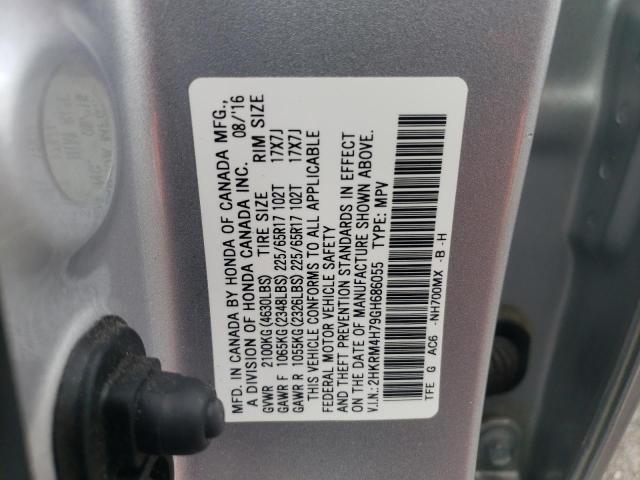 MFD. IN CANADA BY HONDA OF CANADA MFG.,
A DIVISION OF HONDA CANADA INC. 08/'16
GVWR 2100KG(4630LBS) TIRE SIZE RIM SIZE
GAWR F 1065KG(2348LBS) 225/65R17 102T 17X7J
GAWR R 1055KG(2326LBS) 225/65R17 102T 17X7J
THIS VEHICLE CONFORMS TO ALL APPLICABLE
FEDERAL MOTOR VEHICLE SAFETY
AND THEFT PREVENTION STANDARDS IN EFFECT
ON THE DATE OF MANUFACTURE SHOWN ABOVE.
V.I.N.:2HKRM4H79GH686055 TYPE: MPV
TFE G AC6 -NH700MX -B -H